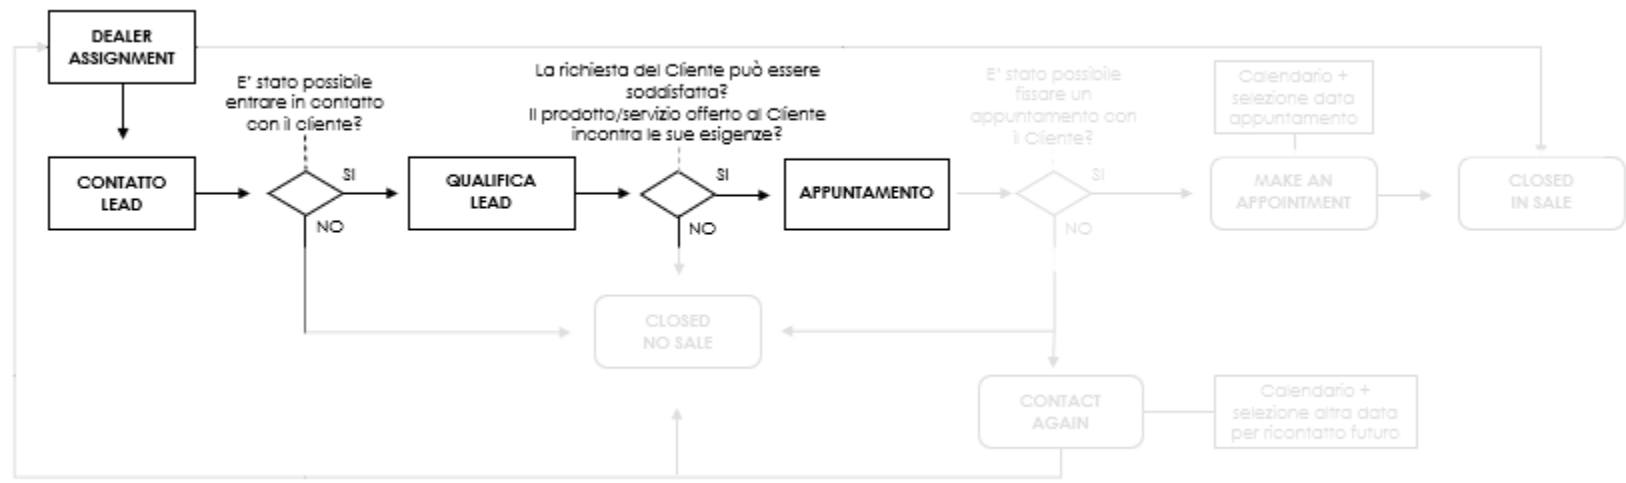 DEALER
ASSIGNMENT
E' stato possibile
entrare in contatto
con il cliente?
La richiesta del Cliente può essere
soddisfatta?
Il prodotto/servizio offerto al Cliente
incontra le sue esigenze?
E' stato possibile
fissare un
appuntamento con
il Cliente?
Calendario +
selezione data
appuntamento
CONTATTO
LEAD
SI
NO
QUALIFICA
LEAD
SI
NO
APPUNTAMENTO
SI
NO
MAKE AN
APPOINTMENT
CLOSED
IN SALE
CLOSED
NO SALE
CONTACT
AGAIN
Calendario +
selezione altra data
per ricontatto futuro